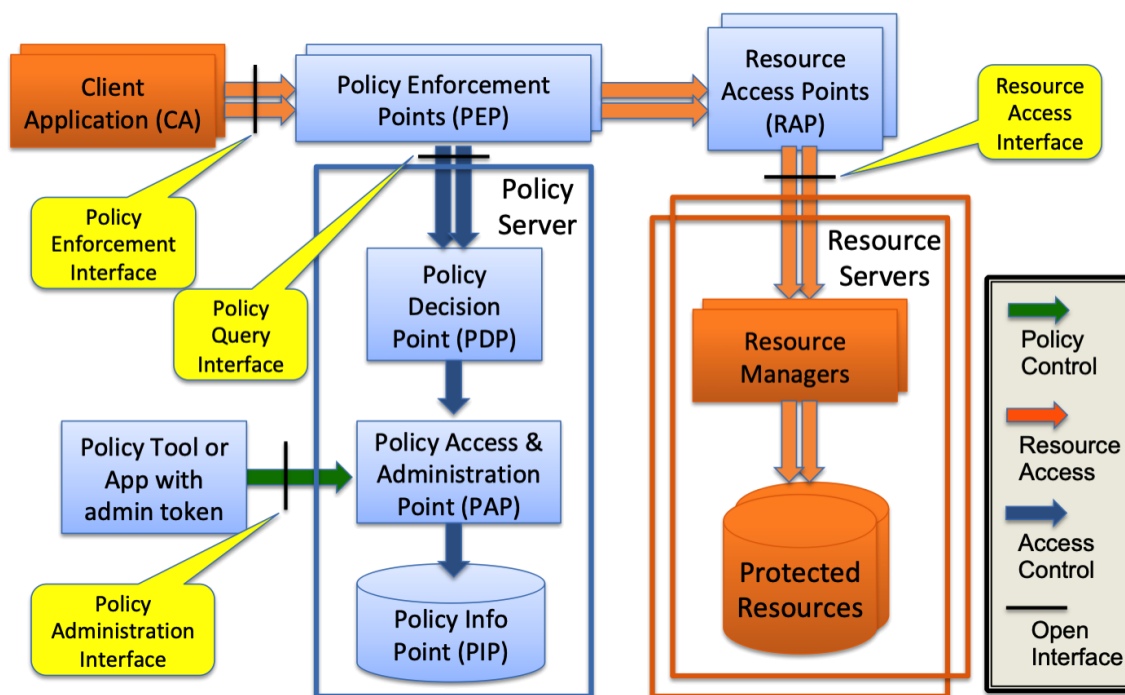 Client
Application (CA)
Policy Enforcement
Points (PEP)
Resource
Access Points
(RAP)
Resource
Access
Interface
Policy
Enforcement
Interface
Policy
Query
Interface
Policy
Server
Policy
Decision
Point (PDP)
Resource
Servers
Resource
Managers
Policy Tool or
App with
admin token
Policy Access &
Administration
Point (PAP)
Policy
Administration
Interface
Policy Info
Point (PIP)
Protected
Resources
Policy
Control
Resource
Access
Access
Control
Open
Interface